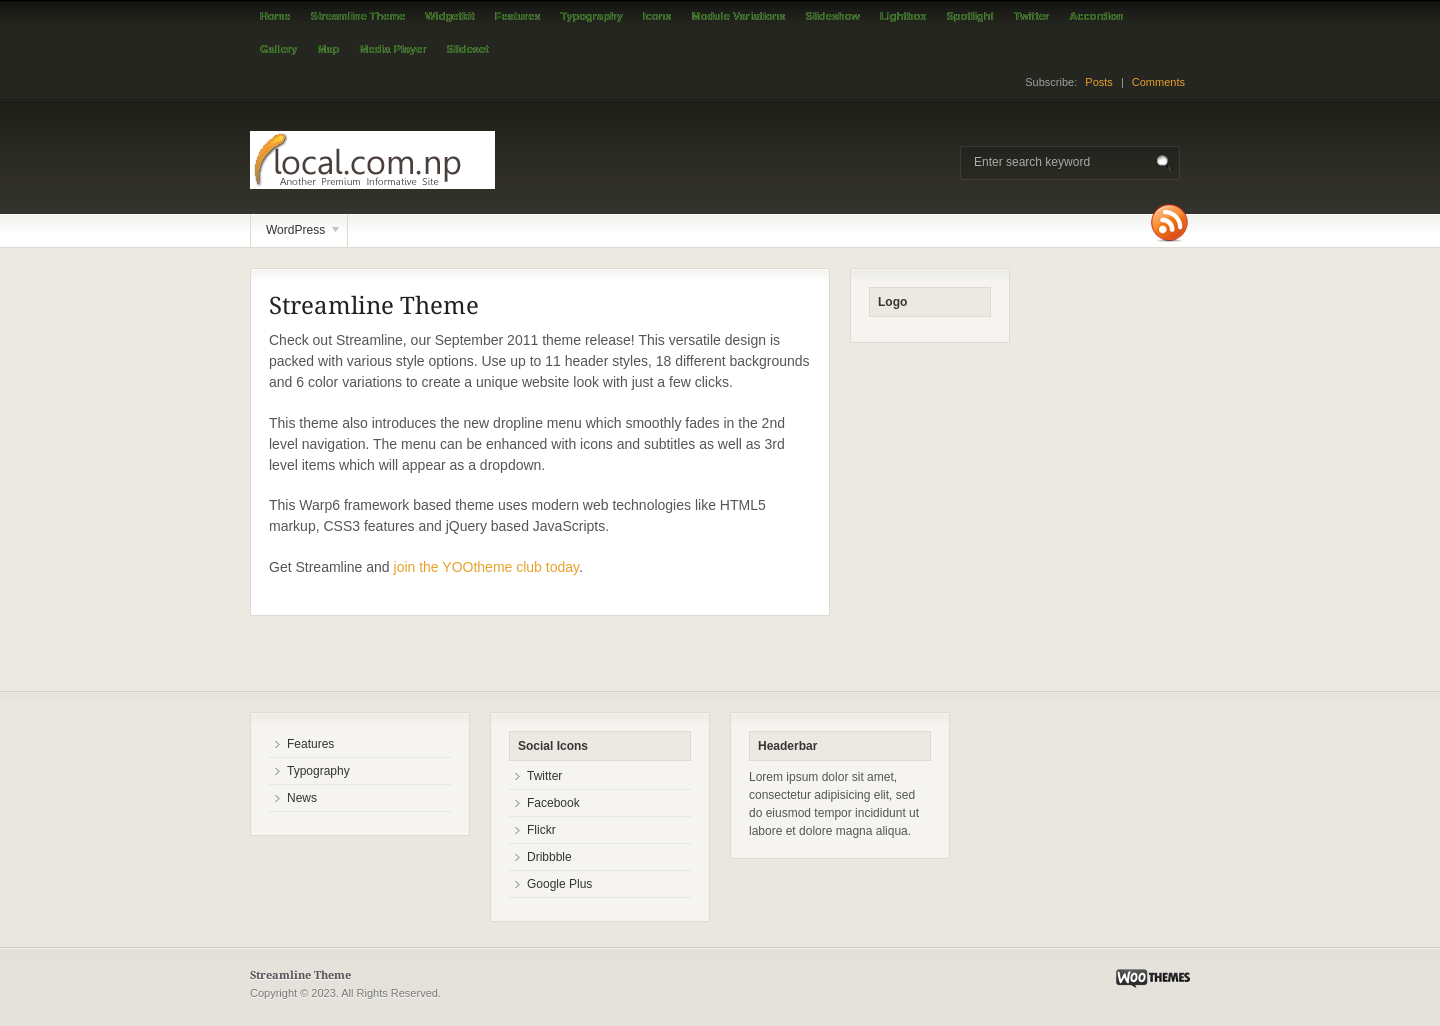 Home Streamline Theme Widgetkit Features Typography Icons Module Variations Slideshow Lightbox Spotlight Twitter Accordion
Gallery Map Media Player Slideset
Subscribe: Posts | Comments
local.com.np
Another Premium Informative Site
Enter search keyword
WordPress
Streamline Theme
Check out Streamline, our September 2011 theme release! This versatile design is
packed with various style options. Use up to 11 header styles, 18 different backgrounds
and 6 color variations to create a unique website look with just a few clicks.
This theme also introduces the new dropline menu which smoothly fades in the 2nd
level navigation. The menu can be enhanced with icons and subtitles as well as 3rd
level items which will appear as a dropdown.
This Warp6 framework based theme uses modern web technologies like HTML5
markup, CSS3 features and jQuery based JavaScripts.
Get Streamline and join the YOOtheme club today.
Logo
Features
Typography
News
Social Icons
Twitter
Facebook
Flickr
Dribbble
Google Plus
Headerbar
Lorem ipsum dolor sit amet,
consectetur adipisicing elit, sed
do eiusmod tempor incididunt ut
labore et dolore magna aliqua.
Streamline Theme
Copyright © 2023. All Rights Reserved.
WOO THEMES